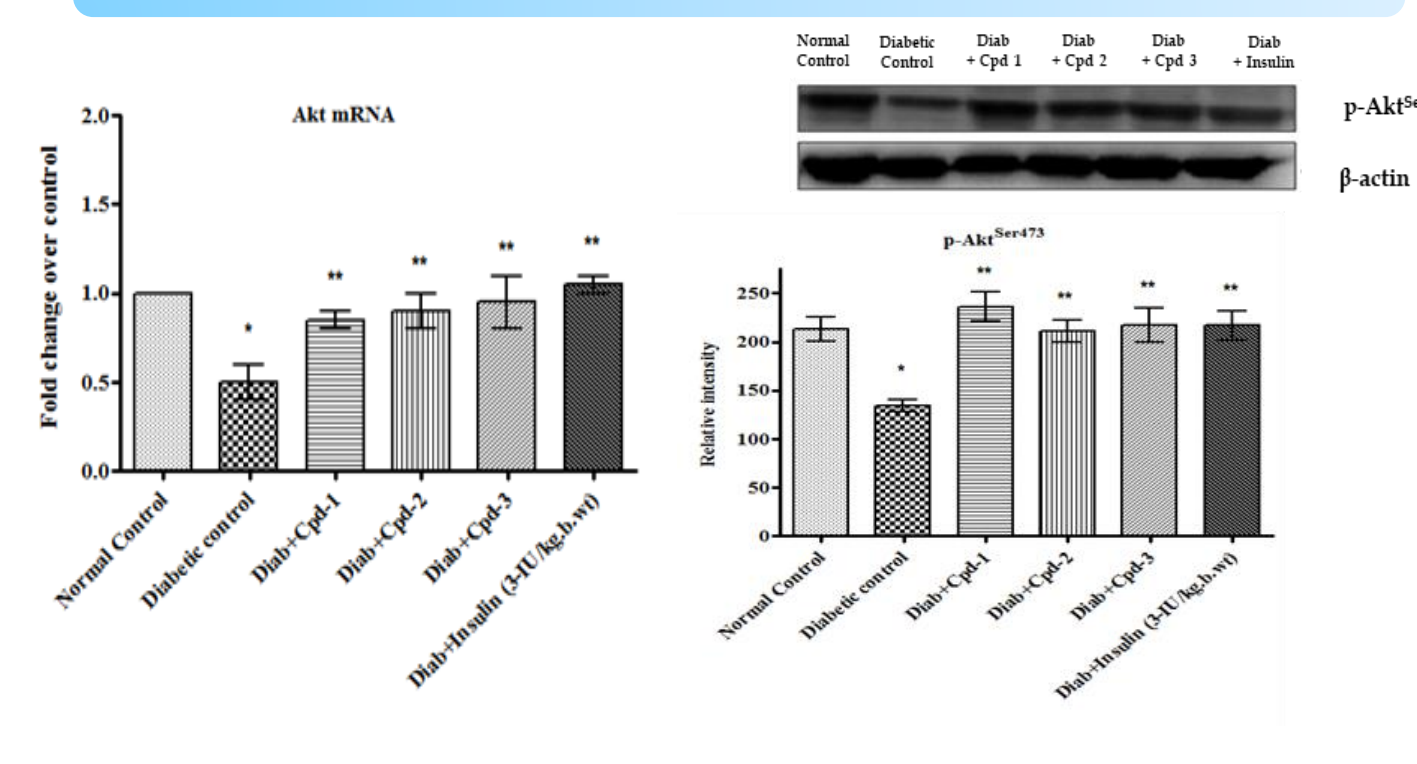 Akt mRNA
Fold change over control
2.0
1.5
1.0
0.5
0.0
**
**
**
**
*
Normal Control
Diabetic control
Diab+Cpd-1
Diab+Cpd-2
Diab+Cpd-3
Diab+Insulin (3-IU/kg.b.wt)
Normal Control
Diabetic Control
Diab + Cpd 1
Diab + Cpd 2
Diab + Cpd 3
Diab + Insulin
p-AktSe
β-actin
p-AktSer473
Relative intensity
250
200
150
100
50
0
**
**
**
**
*
Normal Control
Diabetic control
Diab+Cpd-1
Diab+Cpd-2
Diab+Cpd-3
Diab+Insulin (3-IU/kg.b.wt)